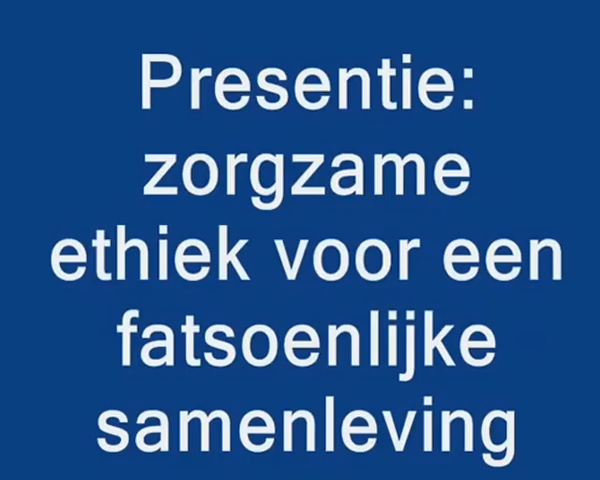 Presentie:
zorgzame
ethiek voor een
fatsoenlijke
samenleving